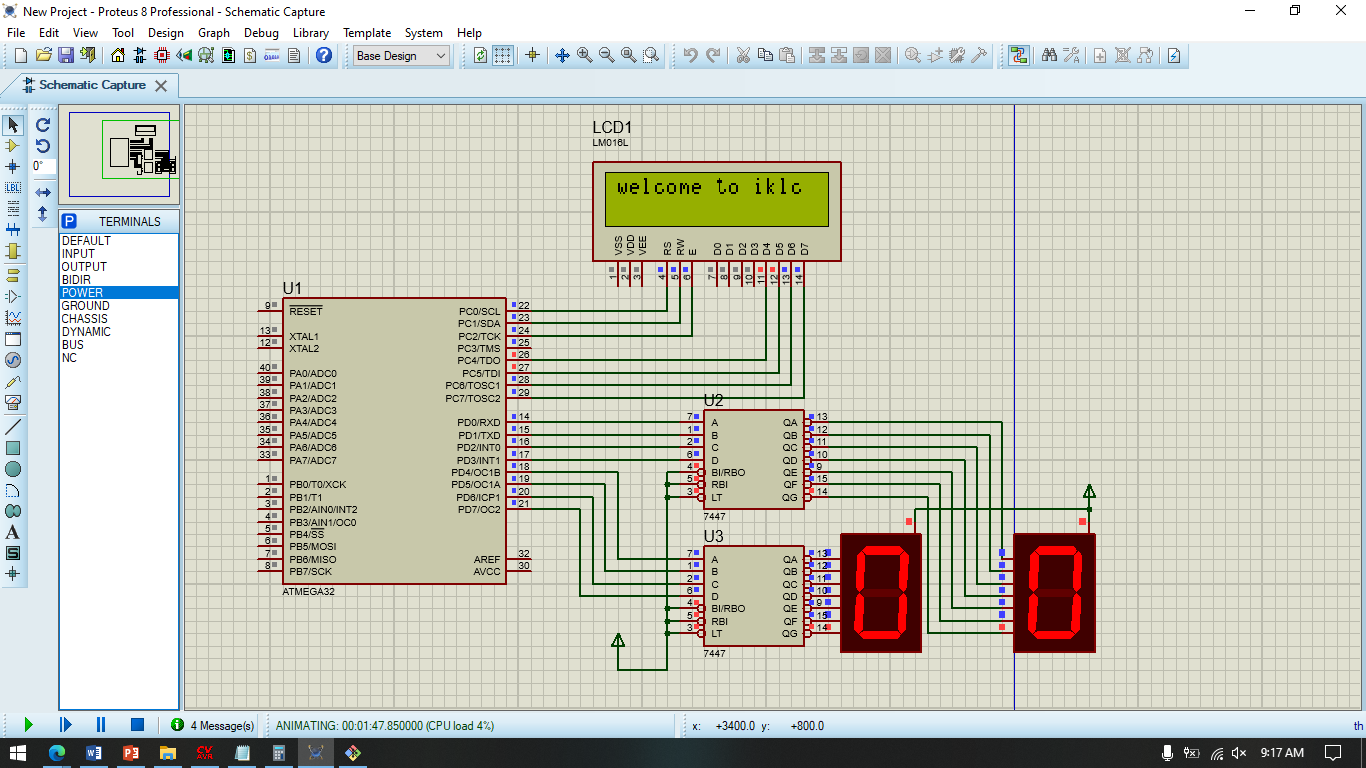 New Project - Proteus 8 Professional - Schematic Capture
File Edit View Tool Design Graph Debug Library Template System Help
Base Design
Schematic Capture
0°
LBL
P TERMINALS
DEFAULT
INPUT
OUTPUT
BIDIR
POWER
GROUND
CHASSIS
DYNAMIC
BUS
NC
LCD1
LM016L
welcome to iklc
VSS VDD VEE RS RW E D0 D1 D2 D3 D4 D5 D6 D7
1 2 3 4 5 6 7 8 9 10 11 12 13 14
U1
9 RESET PC0/SCL 22
PC1/SDA 23
13 XTAL1 PC2/TCK 24
12 XTAL2 PC3/TMS 25
PC4/TDO 26
40 PA0/ADC0 PC5/TDI 27
39 PA1/ADC1 PC6/TOSC1 28
38 PA2/ADC2 PC7/TOSC2 29
37 PA3/ADC3
36 PA4/ADC4 PD0/RXD 14
35 PA5/ADC5 PD1/TXD 15
34 PA6/ADC6 PD2/INT0 16
33 PA7/ADC7 PD3/INT1 17
PD4/OC1B 18
1 PB0/T0/XCK PD5/OC1A 19
2 PB1/T1 PD6/ICP1 20
3 PB2/AIN0/INT2 PD7/OC2 21
4 PB3/AIN1/OC0
5 PB4/SS
6 PB5/MOSI
7 PB6/MISO AREF 32
8 PB7/SCK AVCC 30
ATMEGA32
U2
7 A QA 13
1 B QB 12
2 C QC 11
6 D QD 10
4 BI/RBO QE 9
5 RBI QF 15
3 LT QG 14
7447
U3
7 A QA 13
1 B QB 12
2 C QC 11
6 D QD 10
4 BI/RBO QE 9
5 RBI QF 15
3 LT QG 14
7447
0 0
4 Message(s) ANIMATING: 00:01:47.850000 (CPU load 4%) x: +3400.0 y: +800.0 th
9:17 AM